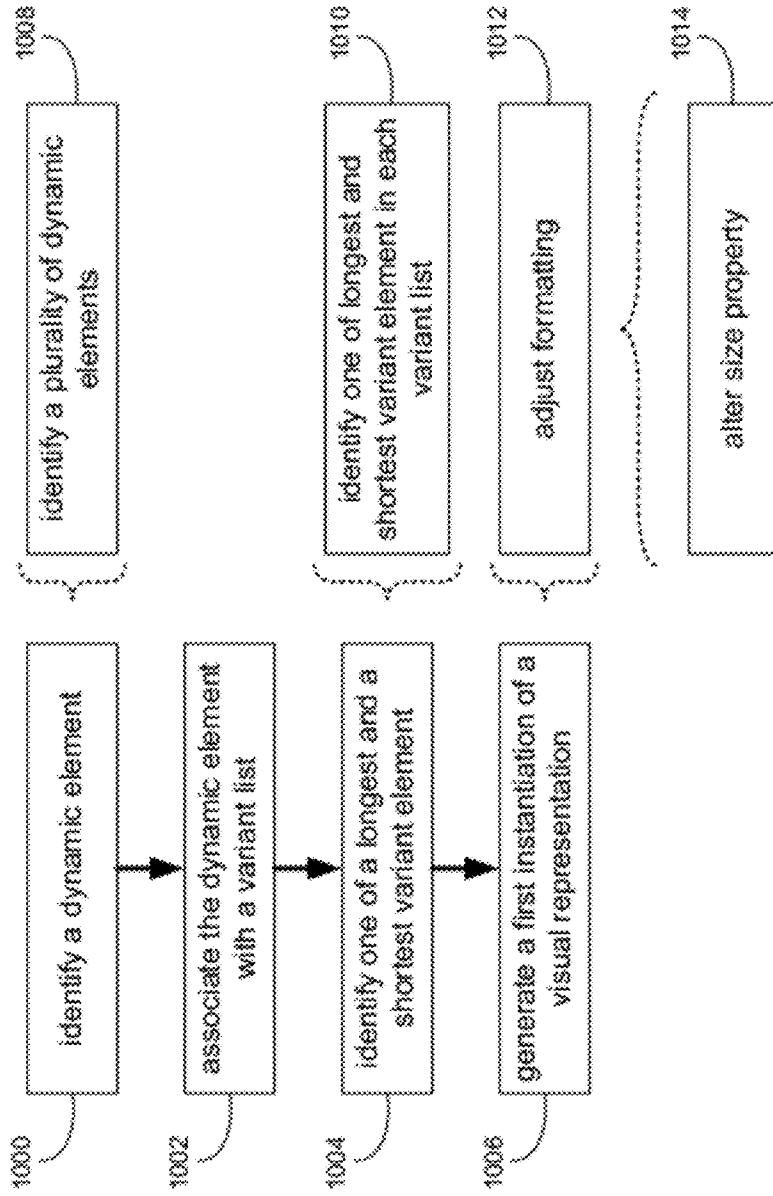 1000
identify a dynamic element
identify a plurality of dynamic
elements
1008
1002
associate the dynamic element
with a variant list
1004
identify one of a longest and a
shortest variant element
identify one of longest and
shortest variant element in each
variant list
1010
1006
generate a first instantiation of a
visual representation
adjust formatting
1012
alter size property
1014